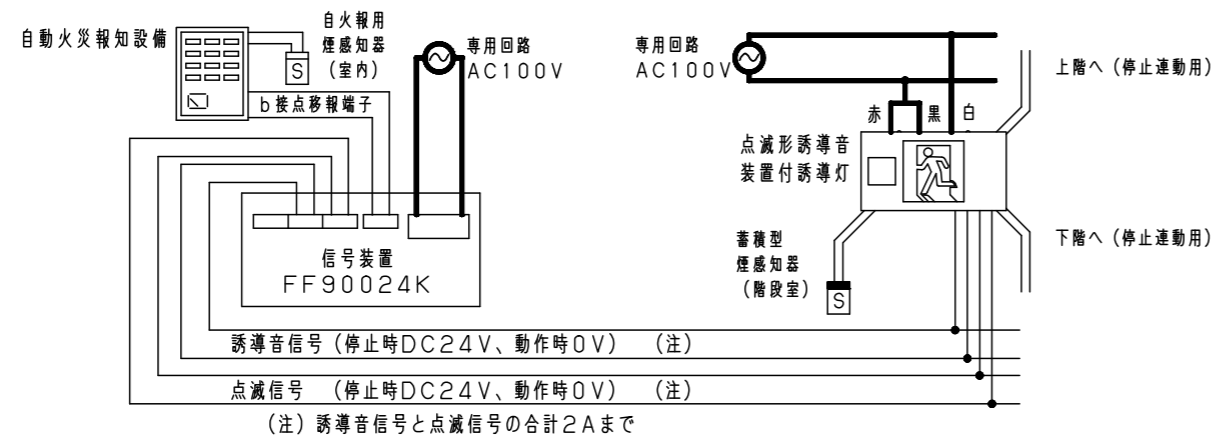 自動火災報知設備
自火報用
煙感知器
(室内)
S
b接点移報端子
専用回路
AC100V
信号装置
FF90024K
専用回路
AC100V
赤
黒
白
上階へ(停止連動用)
点滅形誘導音
装置付誘導灯
下階へ(停止連動用)
蓄積型
煙感知器
(階段室)
S
誘導音信号(停止時DC24V、動作時0V) (注)
点滅信号 (停止時DC24V、動作時0V) (注)
(注)誘導音信号と点滅信号の合計2Aまで